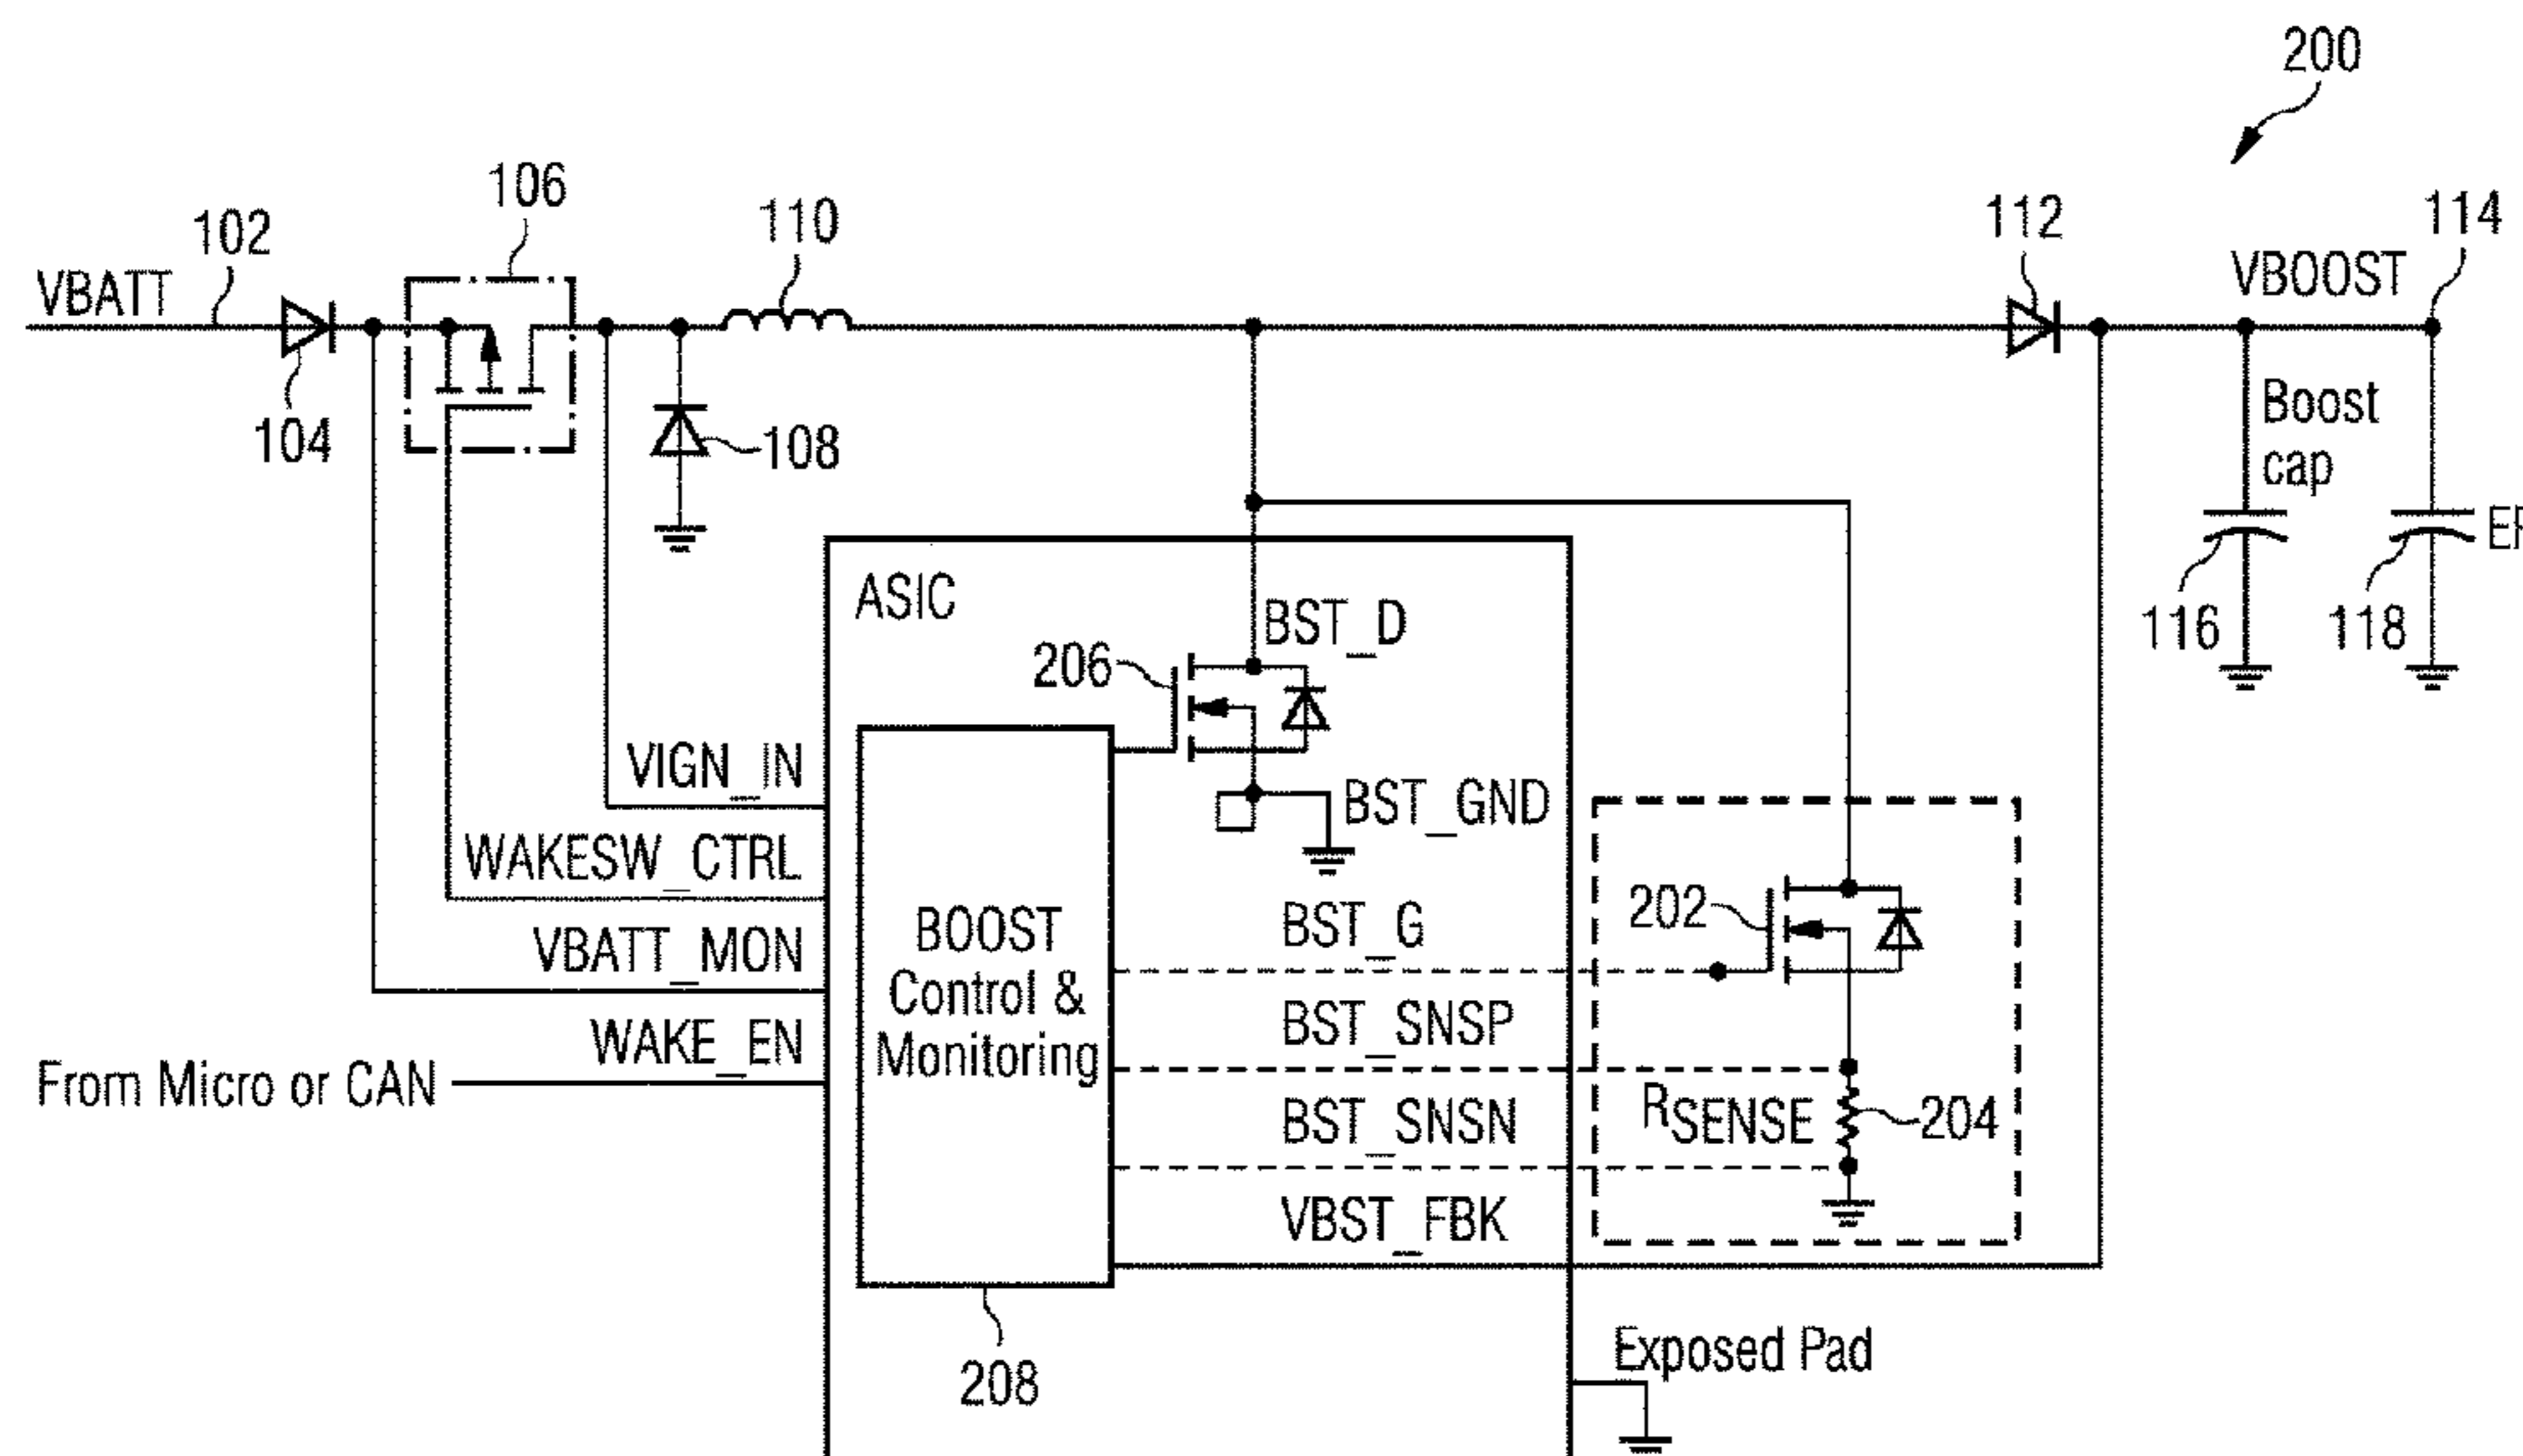 200
106
110
112
114
102
VBATT
VBOOST
104
108
Boost
cap
116
118
ASIC
BST_D
206
VIGN_IN
BST_GND
WAKESW_CTRL
BST_G
202
VBATT_MON
BOOST
Control &
Monitoring
BST_SNSP
WAKE_EN
From Micro or CAN
BST_SNSN
RSENSE
204
VBST_FBK
Exposed Pad
208